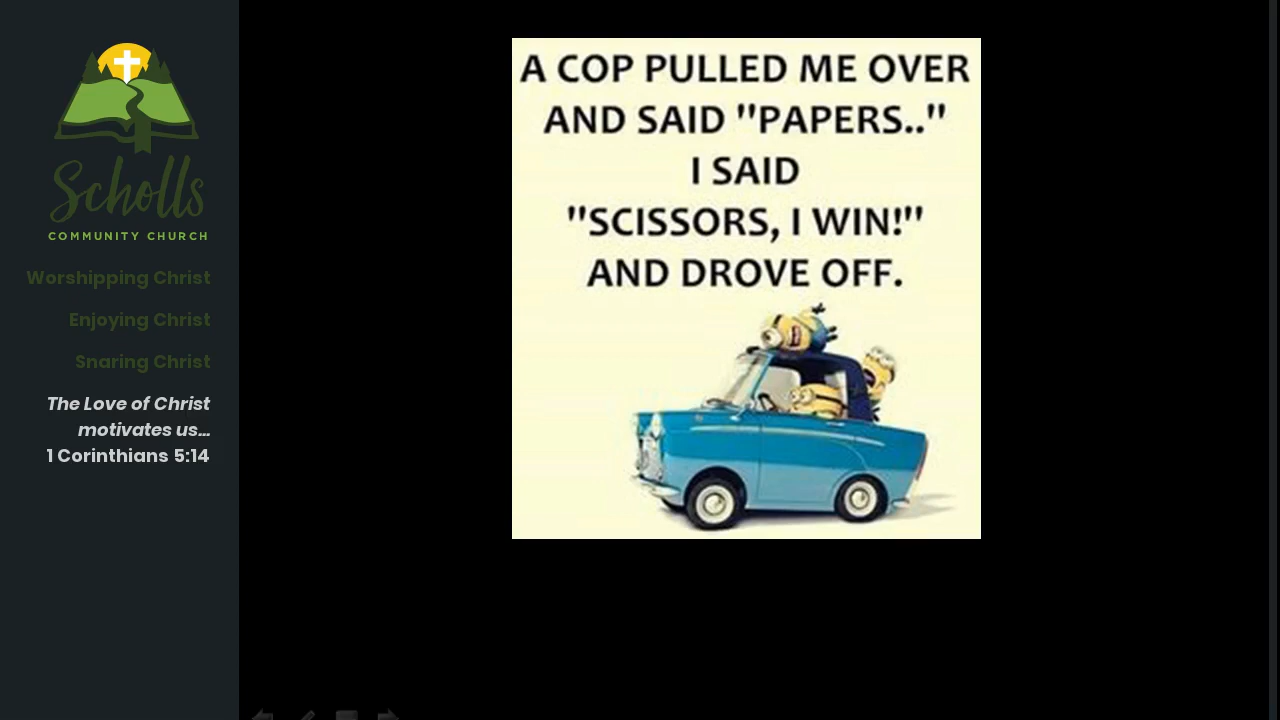 Scholls
COMMUNITY CHURCH
Worshipping Christ
Enjoying Christ
Snaring Christ
The Love of Christ
motivates us...
1 Corinthians 5:14
A COP PULLED ME OVER
AND SAID "PAPERS.."
I SAID
"SCISSORS, I WIN!"
AND DROVE OFF.